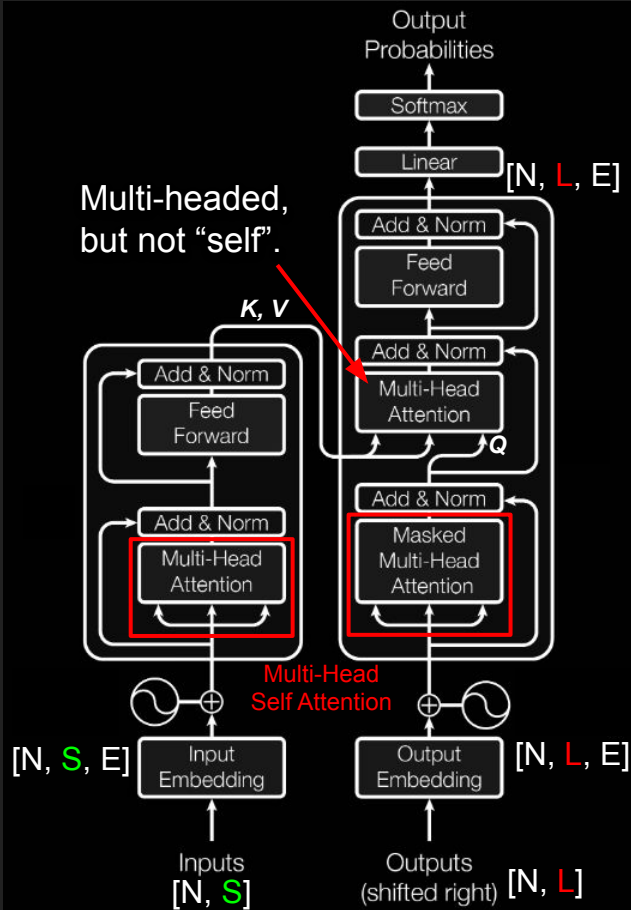 Output
Probabilities
Softmax
Linear
[N, L, E]
Multi-headed,
but not “self”.
Add & Norm
Feed
Forward
K, V
Add & Norm
Multi-Head
Attention
Q
Add & Norm
Feed
Forward
Add & Norm
Multi-Head
Attention
Add & Norm
Masked
Multi-Head
Attention
Multi-Head
Self Attention
[N, S, E]
Input
Embedding
Output
Embedding
[N, L, E]
Inputs
[N, S]
Outputs
(shifted right)
[N, L]